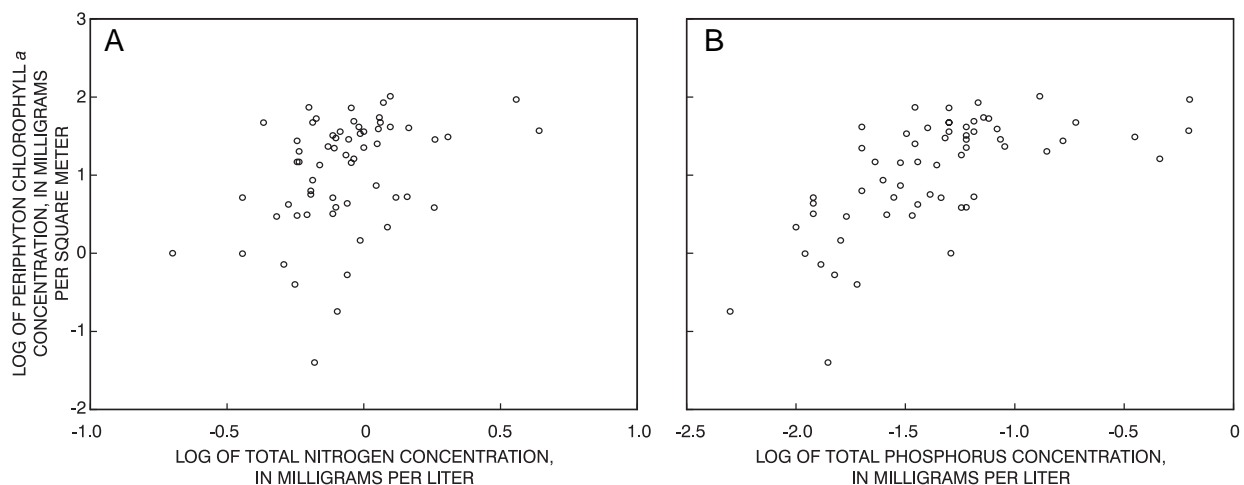 LOG OF PERIPHYTON CHLOROPHYLL a
CONCENTRATION, IN MILLIGRAMS
PER SQUARE METER
3
2
1
0
-1
-2
A
-1.0 -0.5 0 0.5 1.0
LOG OF TOTAL NITROGEN CONCENTRATION,
IN MILLIGRAMS PER LITER
B
-2.5 -2.0 -1.5 -1.0 -0.5 0
LOG OF TOTAL PHOSPHORUS CONCENTRATION,
IN MILLIGRAMS PER LITER